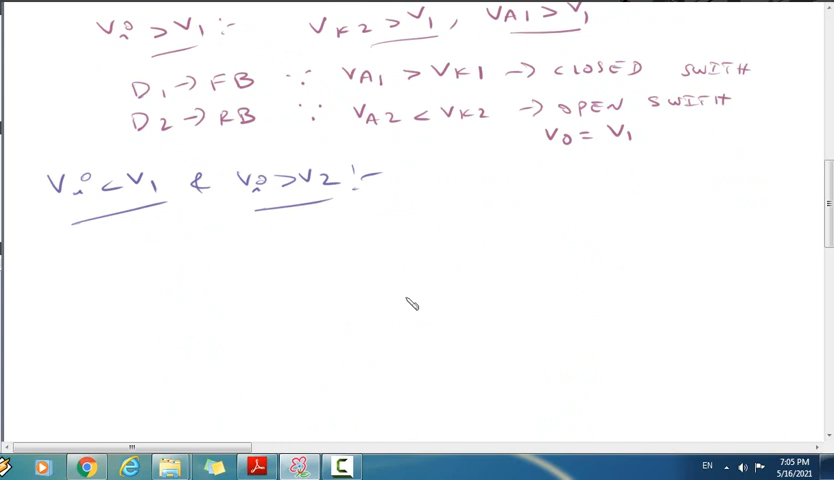 Vi > V1 :- VK2 > V1 , VA1 > V1
D1 → FB ∵ VA1 > VK1 → CLOSED SWITH
D2 → RB ∵ VA2 < VK2 → OPEN SWITH
V0 = V1
Vi < V1 & Vi > V2 :-
EN 7:05 PM
5/16/2021